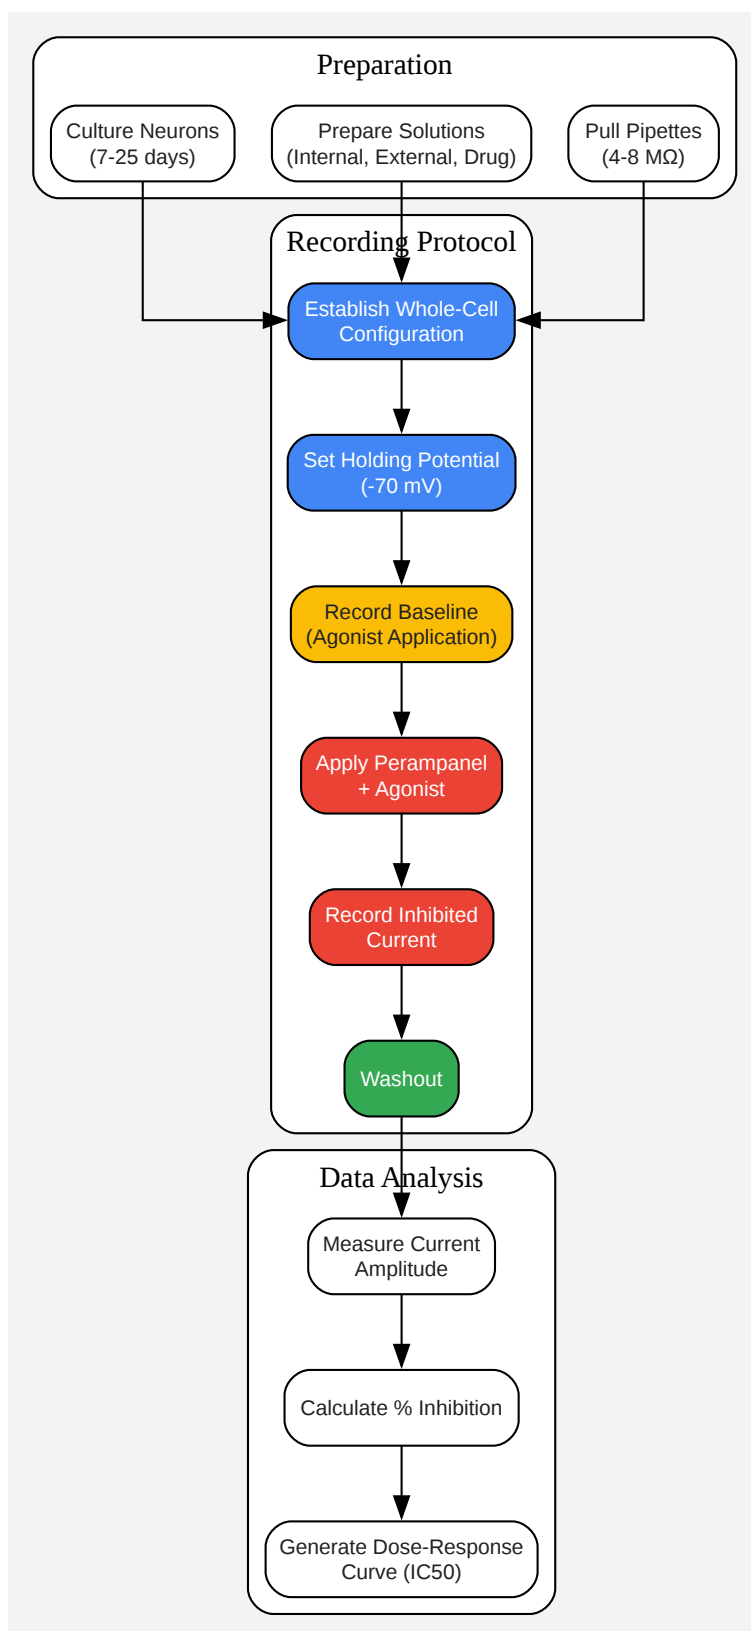 Preparation
Culture Neurons
(7-25 days)
Prepare Solutions
(Internal, External, Drug)
Pull Pipettes
(4-8 MΩ)
Recording Protocol
Establish Whole-Cell
Configuration
Set Holding Potential
(-70 mV)
Record Baseline
(Agonist Application)
Apply Perampanel
+ Agonist
Record Inhibited
Current
Washout
Data Analysis
Measure Current
Amplitude
Calculate % Inhibition
Generate Dose-Response
Curve (IC50)